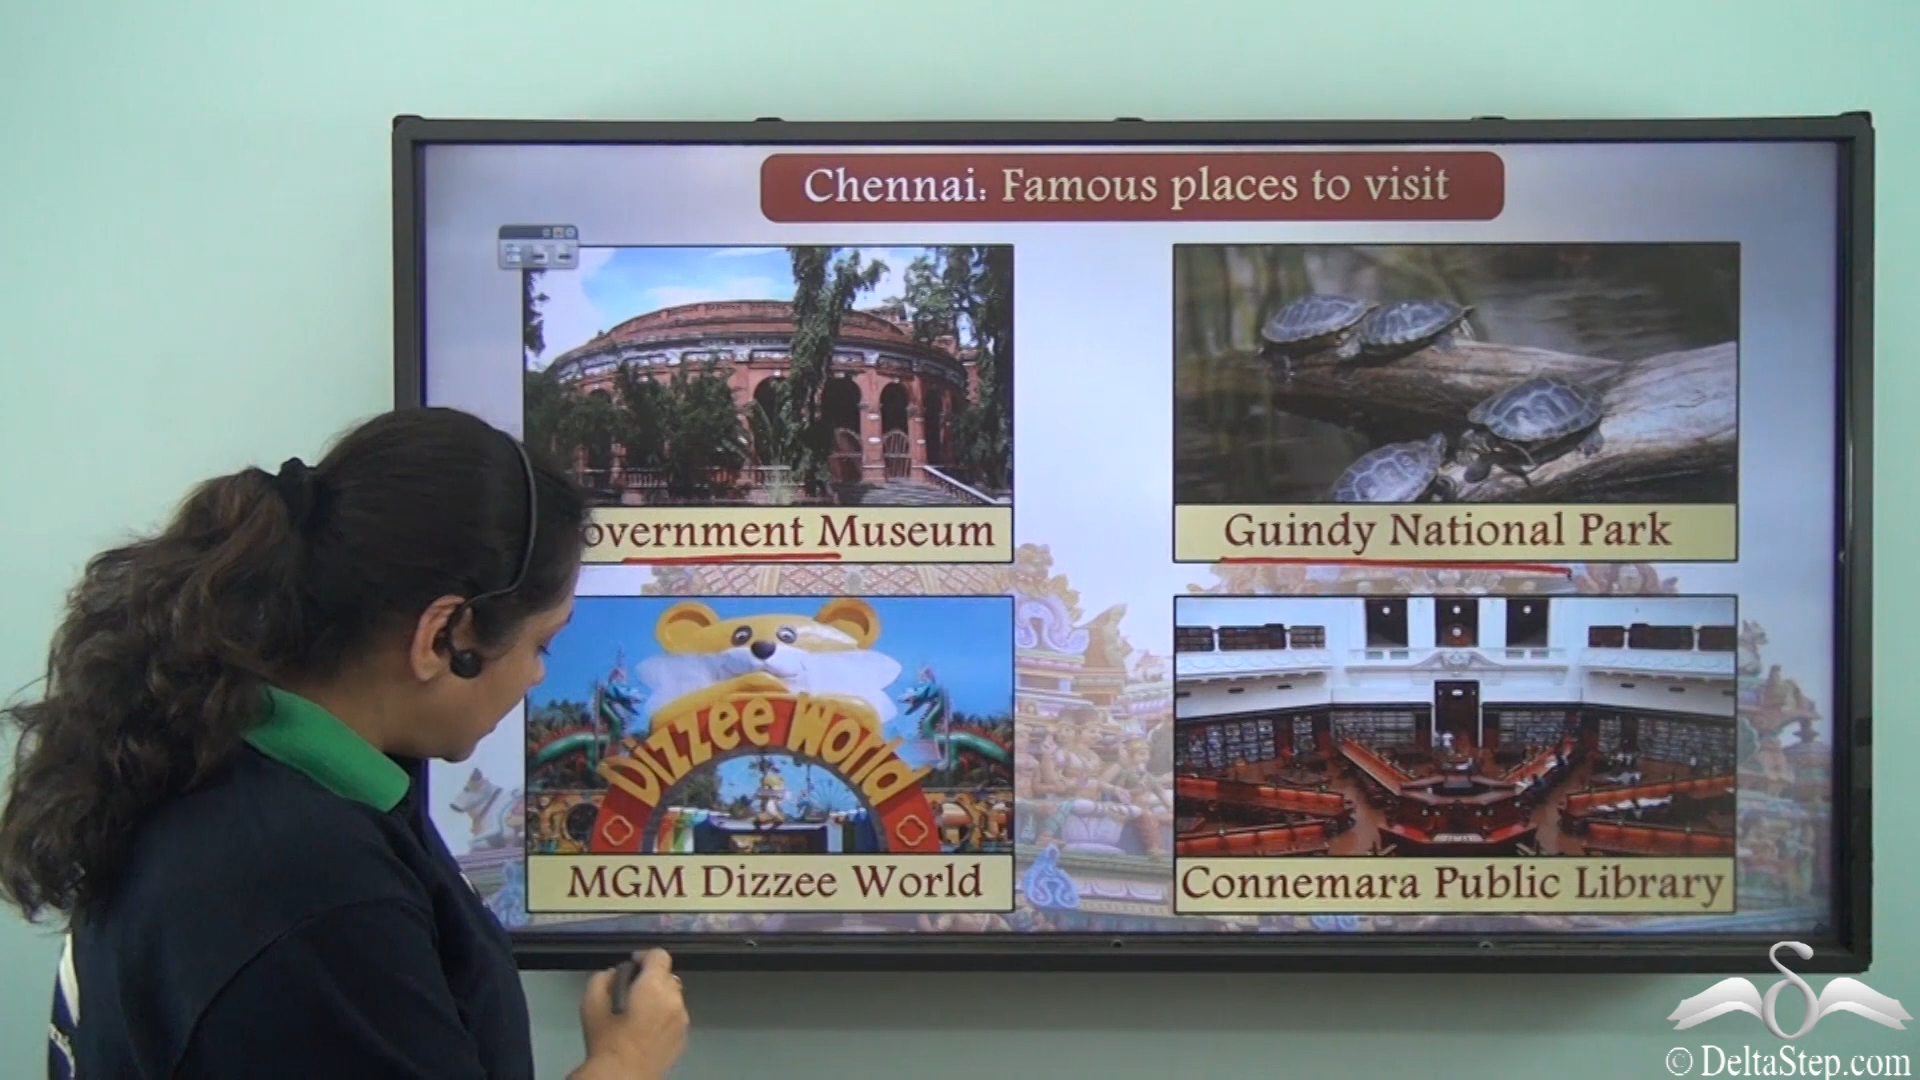 Chennai: Famous places to visit
overnment Museum
Guindy National Park
Dizzee World
MGM Dizzee World
Connemara Public Library
© DeltaStep.com